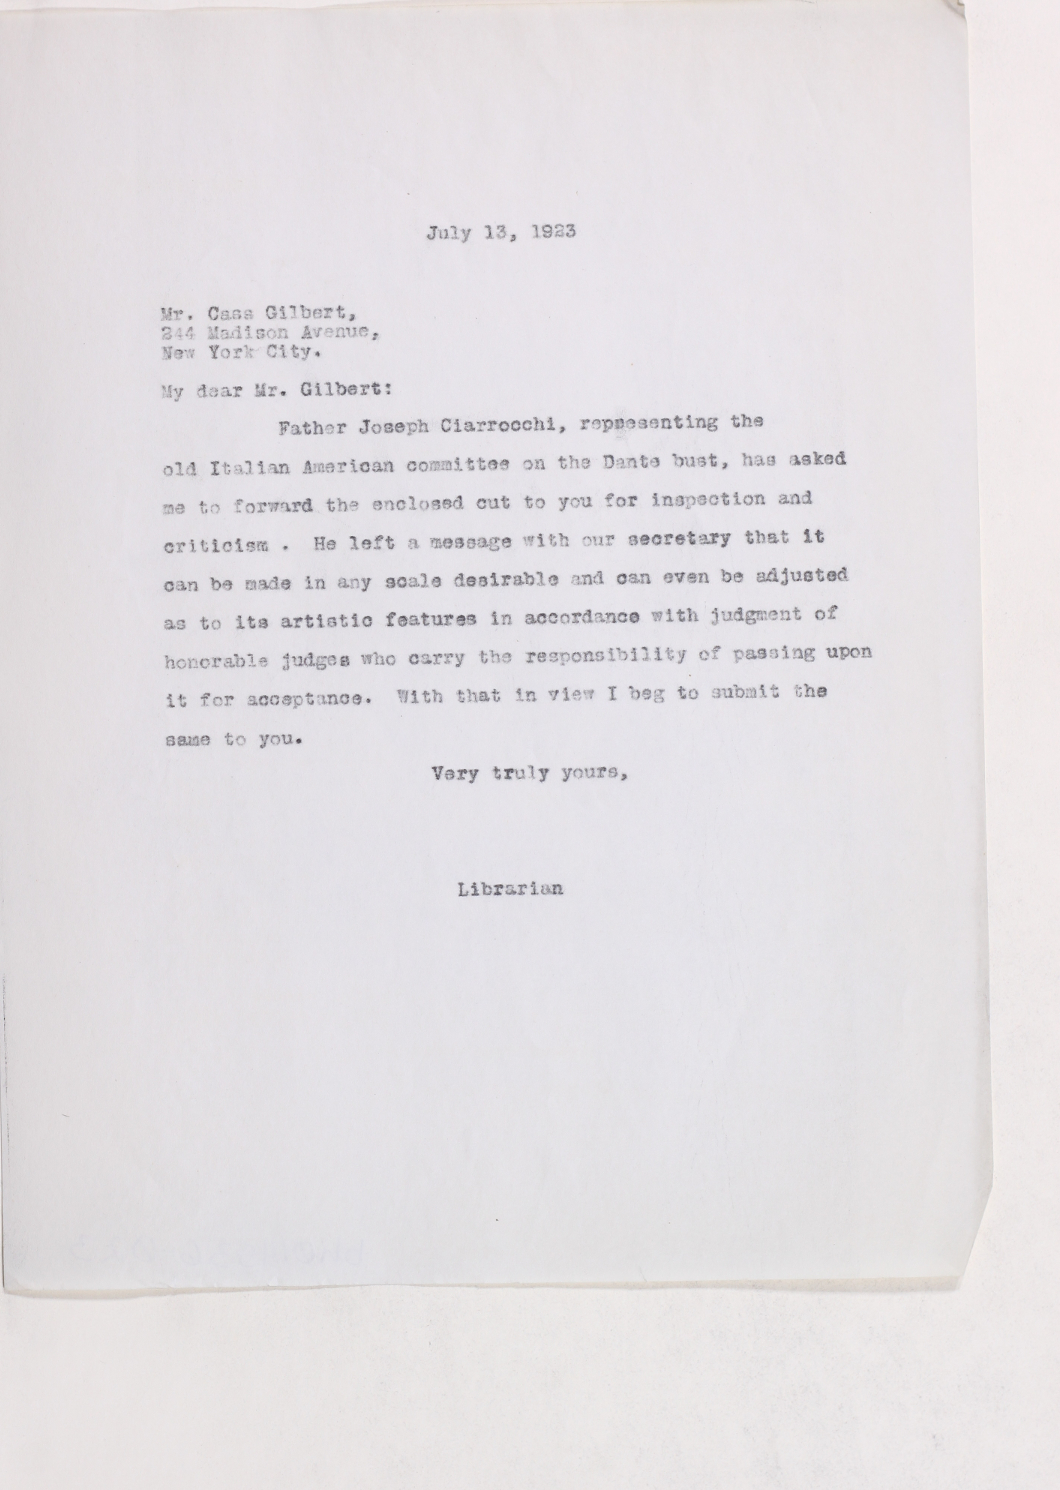 July 13, 1923
Mr. Cass Gilbert,
244 Madison Avenue,
New York City.
My dear Mr. Gilbert:
Father Joseph Ciarrocchi, representing the
old Italian American committee on the Dante bust, has asked
me to forward the enclosed cut to you for inspection and
criticism . He left a message with our secretary that it
can be made in any scale desirable and can even be adjusted
as to its artistic features in accordance with judgment of
honorable judges who carry the responsibility of passing upon
it for acceptance. With that in view I beg to submit the
same to you.
Very truly yours,
Librarian